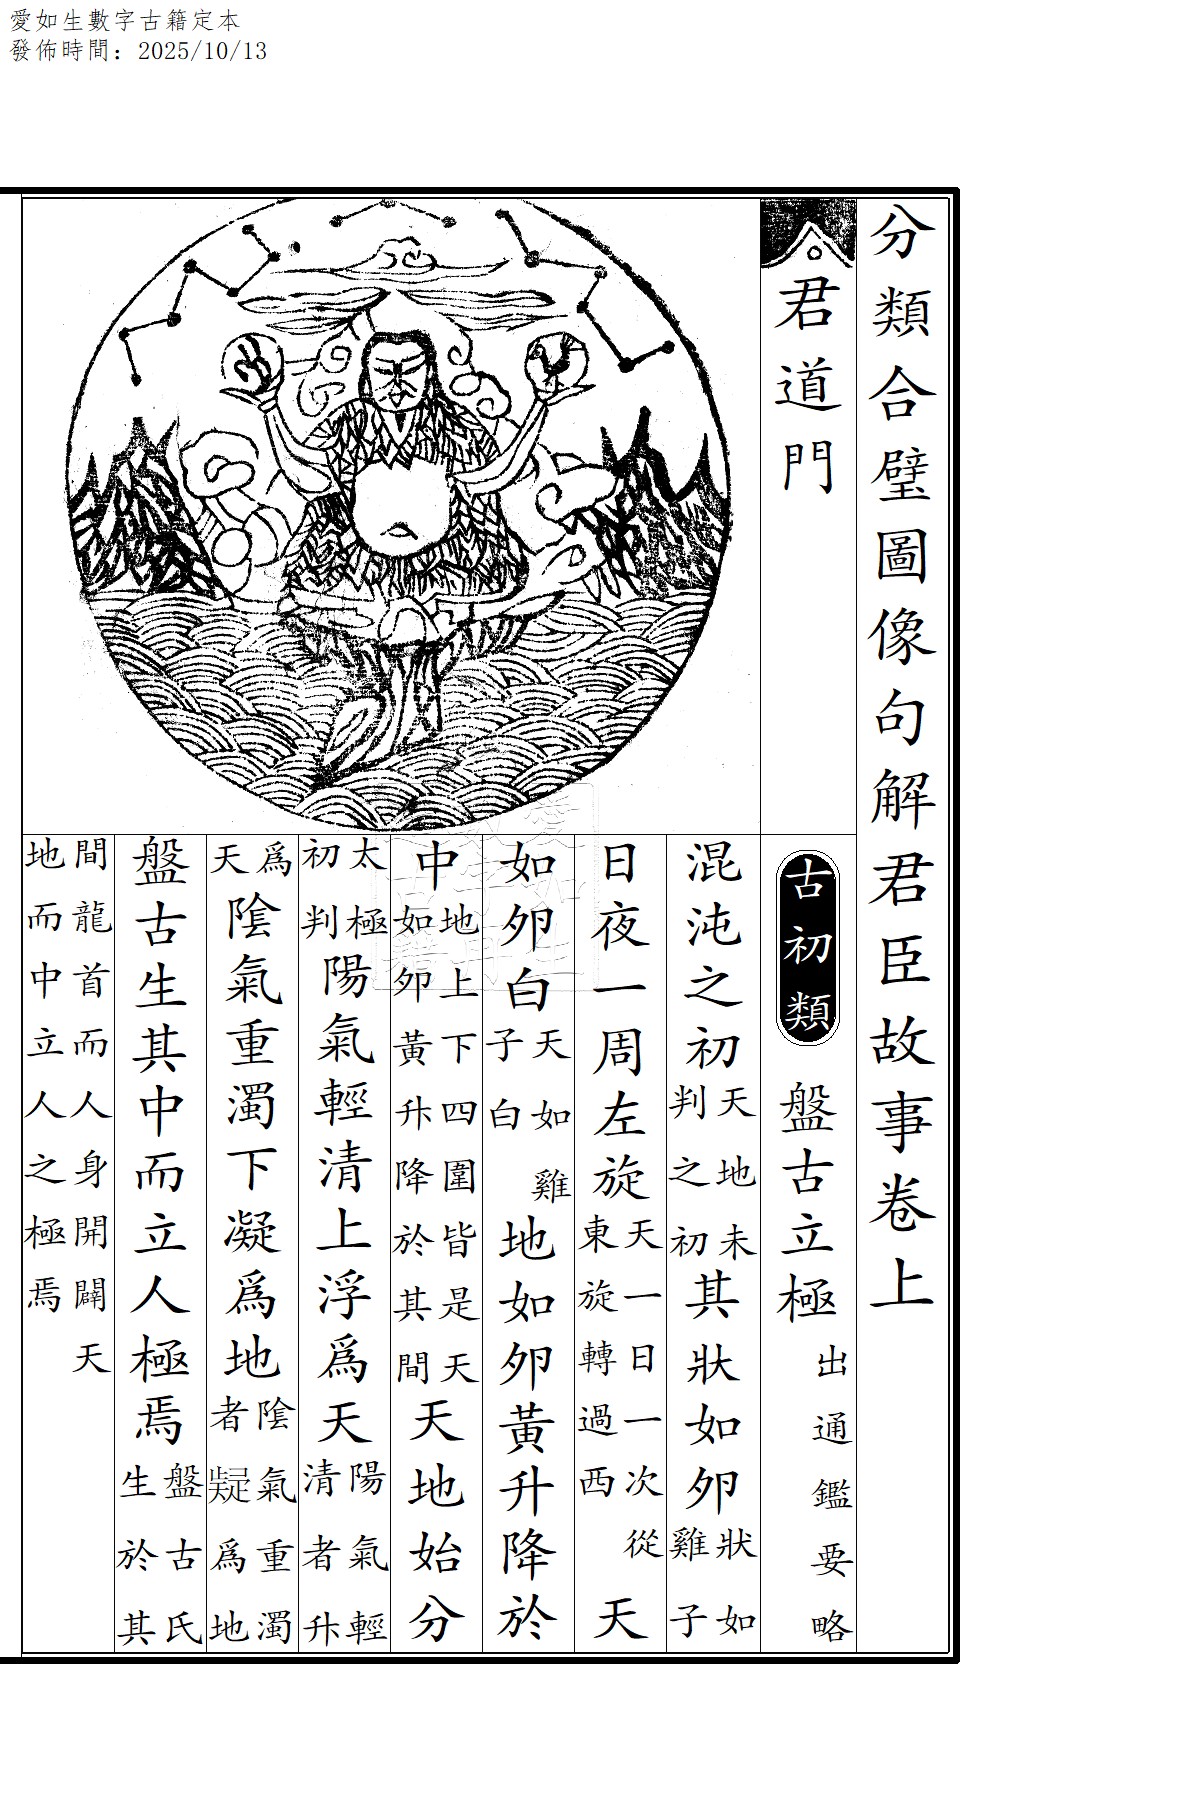 愛如生數字古籍定本
發佈時間：2025/10/13
分類合璧圖像句解君臣故事卷上
君道門
古初類 盤古立極 出通鑑要略
混沌之初天地未判之初其狀如夘狀如雞子
日夜一周左旋天一日一次從東旋轉過西天
如夘白天如雞子白地如夘黃升降於
中地上下四圍皆是天如夘黃升降於其間天地始分
太極初判陽氣輕清上浮爲天陽氣輕清者升
爲天隂氣重濁下凝爲地隂氣重濁者凝爲地
盤古生其中而立人極焉盤古氏生於其
間龍首而人身開闢天地而中立人之極焉